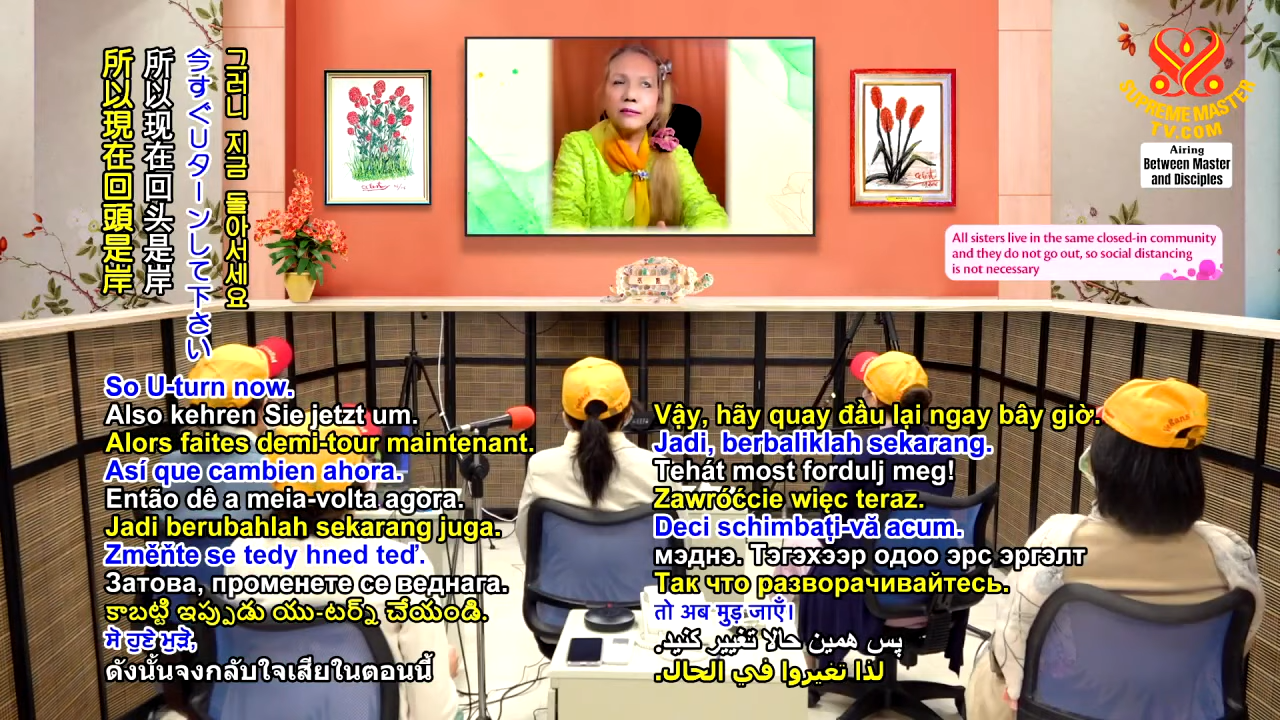 所以現在回頭是岸
所以现在回头是岸
今すぐUターンして下さい
그러니 지금 돌아서세요
SUPREME MASTER
TV.COM
Airing
Between Master
and Disciples
All sisters live in the same closed-in community
and they do not go out, so social distancing
is not necessary
So U-turn now.
Also kehren Sie jetzt um.
Alors faites demi-tour maintenant.
Así que cambien ahora.
Então dê a meia-volta agora.
Jadi berubahlah sekarang juga.
Změňte se tedy hned teď.
Затова, променете се веднага.
కాబట్టి ఇప్పుడు యు-టర్న్ చేయండి.
ਸੋ ਹੁਣੇ ਮੁੜੋ,
ดังนั้นจงกลับใจเสียในตอนนี้
Vậy, hãy quay đầu lại ngay bây giờ.
Jadi, berbaliklah sekarang.
Tehát most fordulj meg!
Zawróćcie więc teraz.
Deci schimbați-vă acum.
мэднэ. Тэгэхээр одоо эрс эргэлт
Так что разворачивайтесь.
तो अब मुड़ जाएँ।
پس همین حالا تغییر کنید.
لذا تغيروا في الحال.